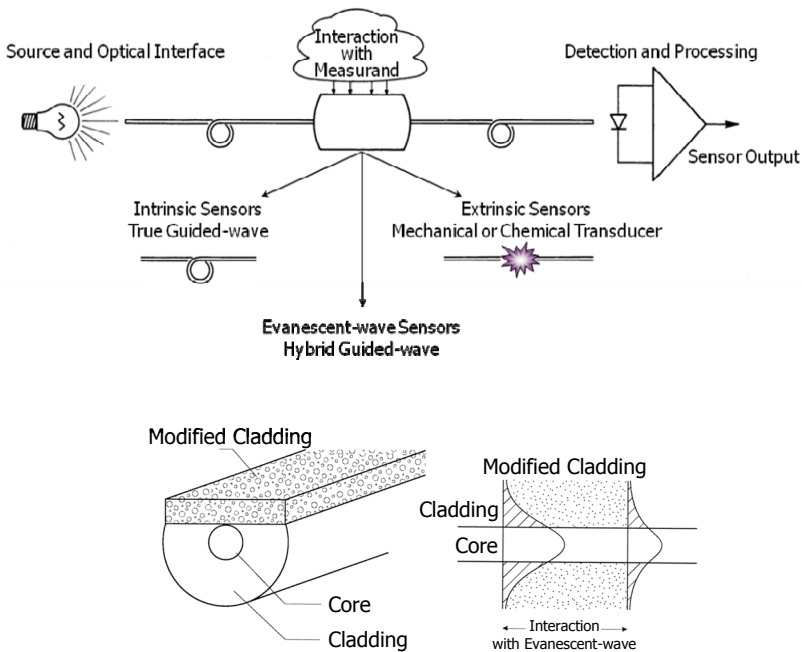 Source and Optical Interface
Interaction
with
Measurand
Detection and Processing
Sensor Output
Intrinsic Sensors
True Guided-wave
Extrinsic Sensors
Mechanical or Chemical Transducer
Evanescent-wave Sensors
Hybrid Guided-wave
Modified Cladding
Core
Cladding
Modified Cladding
Cladding
Core
Interaction
with Evanescent-wave